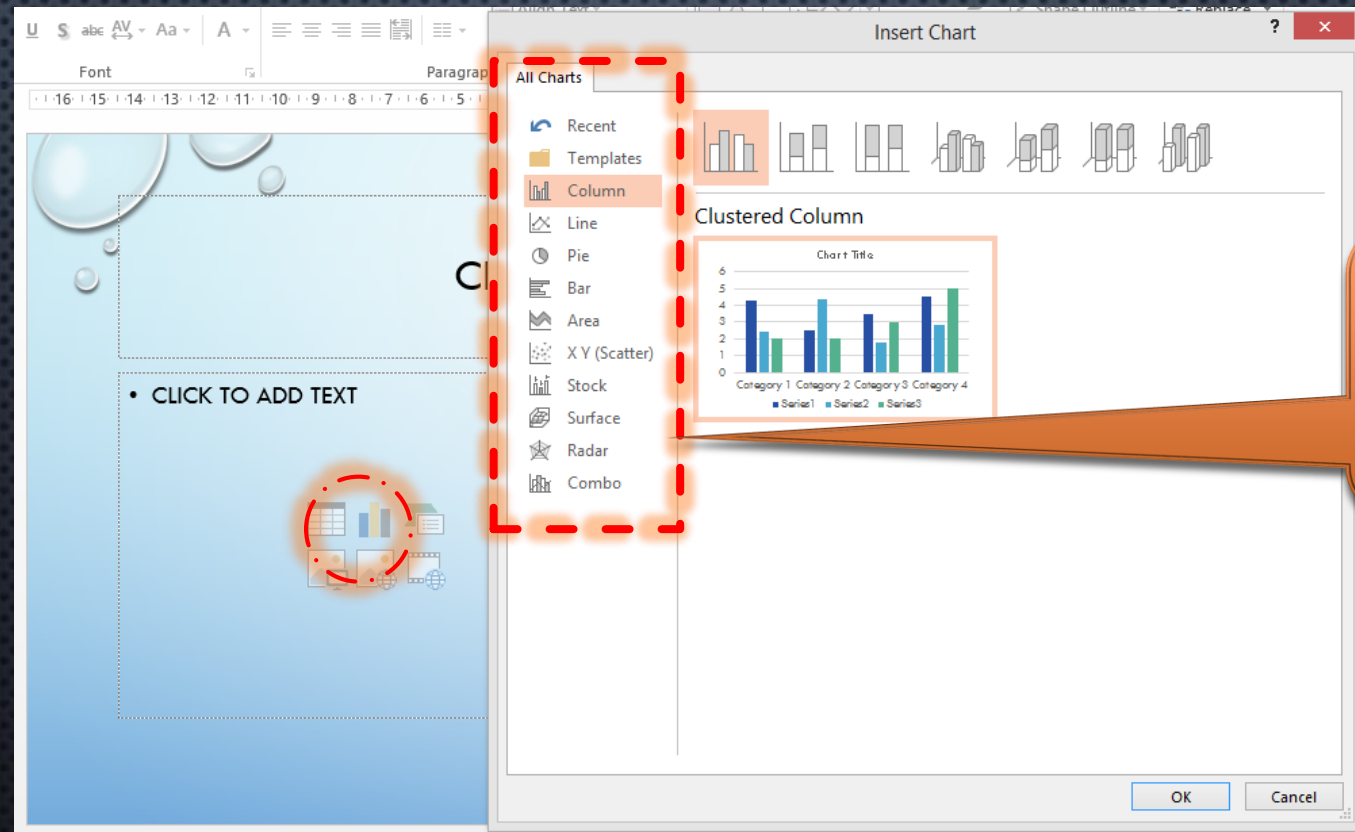 Insert Chart
?
U S abc AV Aa A
Font
Paragrap
16 15 14 13 12 11 10 9 8 7 6 5
All Charts
Recent
Templates
Column
Line
Pie
Bar
Area
X Y (Scatter)
Stock
Surface
Radar
Combo
Clustered Column
Chart Title
6
5
4
3
2
1
0
Category 1 Category 2 Category 3 Category 4
Series1 Series2 Series3
• CLICK TO ADD TEXT
OK Cancel